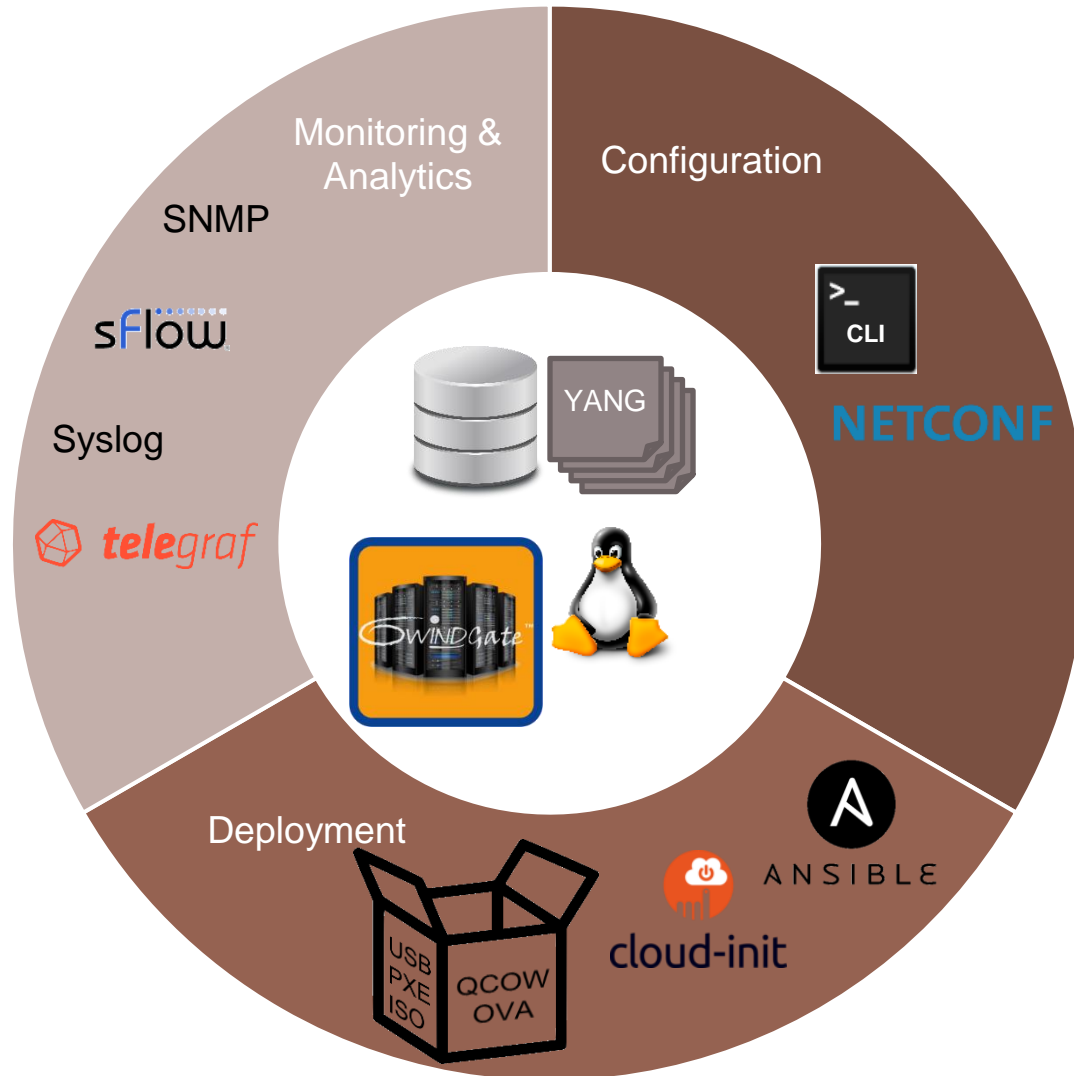 Monitoring &
Analytics
SNMP
sFlow
Syslog
telegraf
Configuration
>_
CLI
NETCONF
YANG
6WINDGate™
Deployment
USB
PXE
ISO
QCOW
OVA
cloud-init
A
ANSIBLE